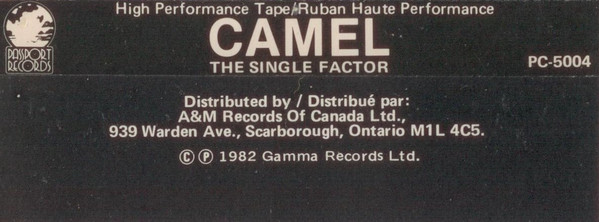 High Performance Tape/Ruban Haute Performance
CAMEL
THE SINGLE FACTOR
PASSPORT
RECORDS
PC-5004
Distributed by / Distribué par:
A&M Records Of Canada Ltd.,
939 Warden Ave., Scarborough, Ontario M1L 4C5.
© ℗ 1982 Gamma Records Ltd.